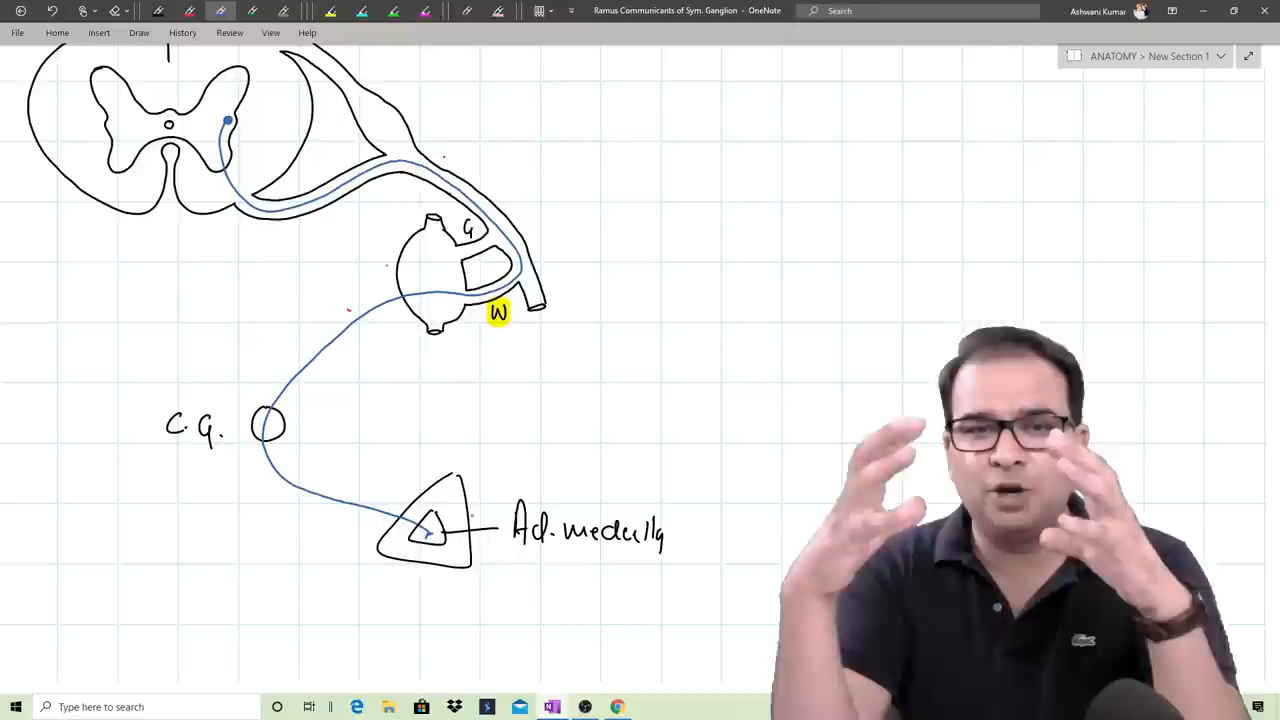 Ramus Communicants of Sym. Ganglion - OneNote
Search
Ashwani Kumar
File Home Insert Draw History Review View Help
ANATOMY > New Section 1
G
W
C. G.
Ad. medulla
Type here to search